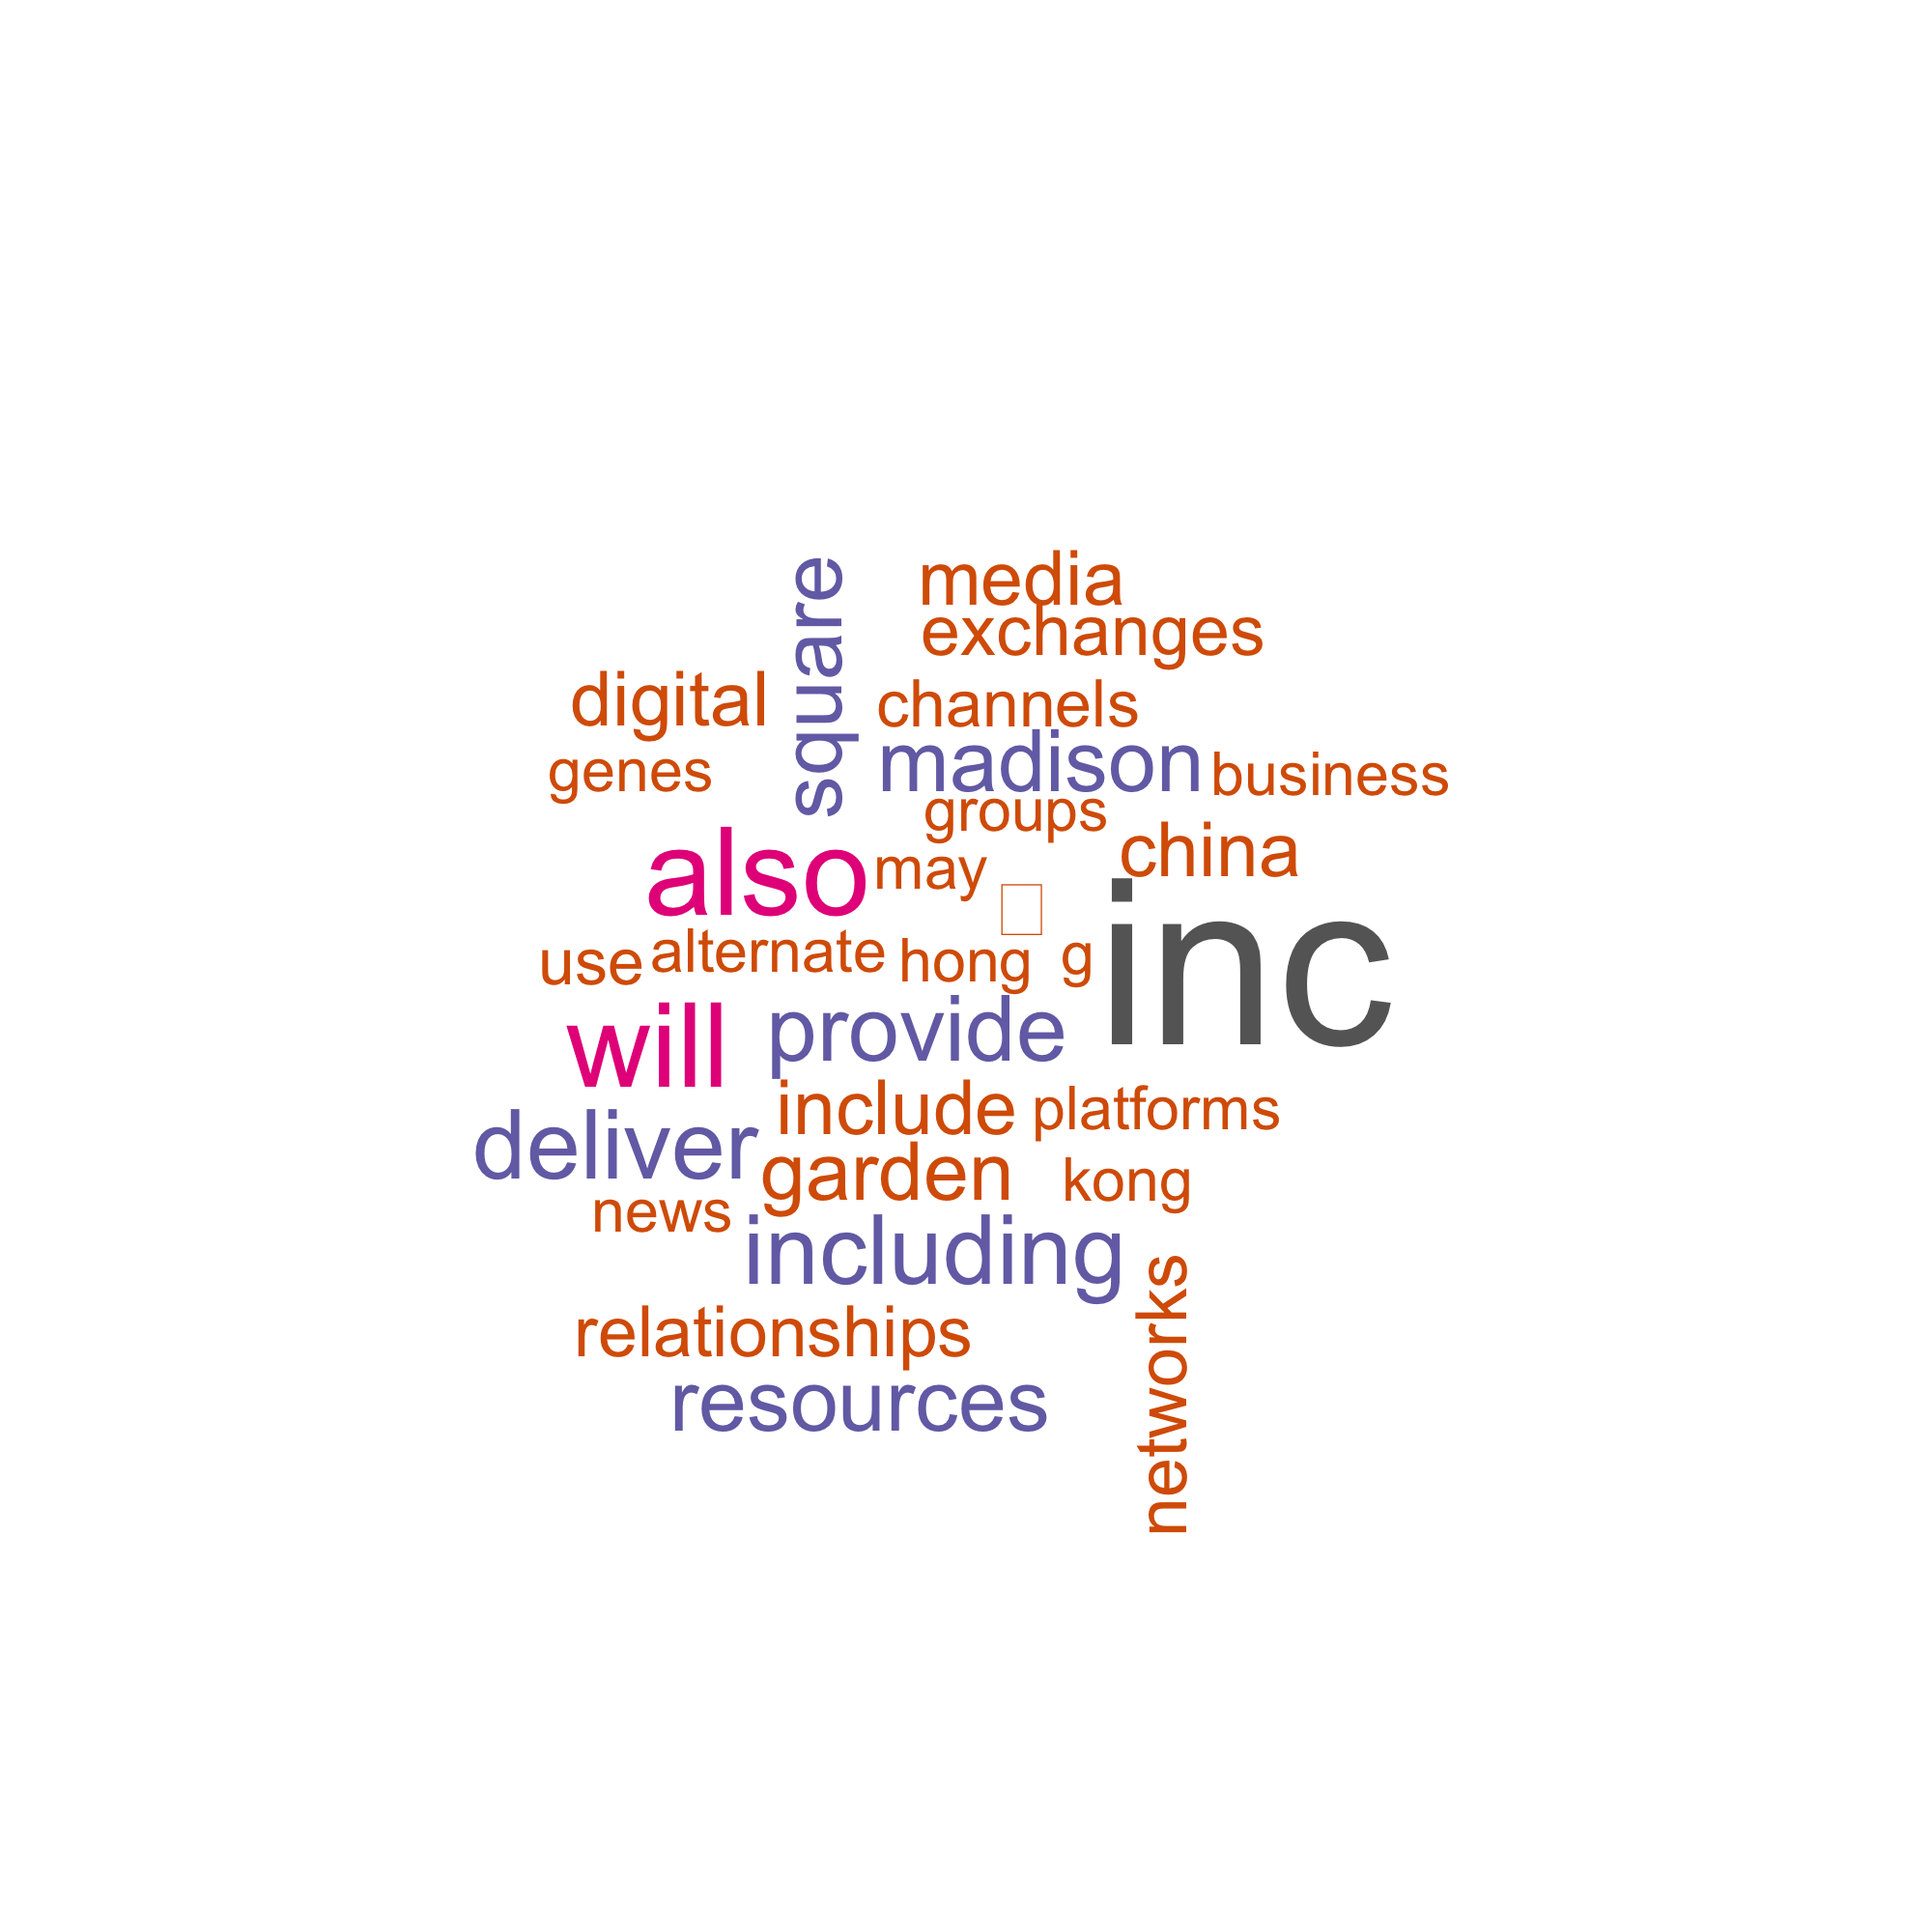 square
media
exchanges
digital
channels
madison
genes
business
groups
also
may
china
inc
use
alternate
hong
g
will
provide
include
platforms
deliver
garden
kong
news
including
relationships
networks
resources